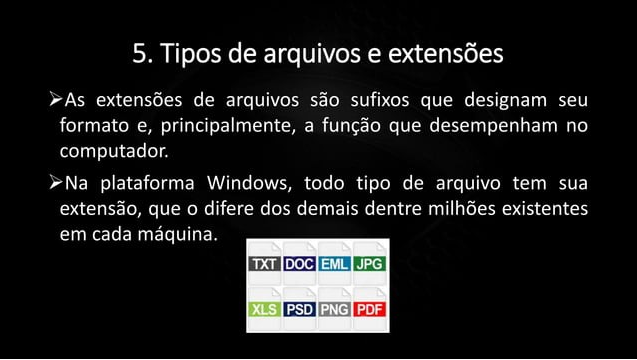 5. Tipos de arquivos e extensões
➢As extensões de arquivos são sufixos que designam seu
formato e, principalmente, a função que desempenham no
computador.
➢Na plataforma Windows, todo tipo de arquivo tem sua
extensão, que o difere dos demais dentre milhões existentes
em cada máquina.
TXT DOC EML JPG
XLS PSD PNG PDF